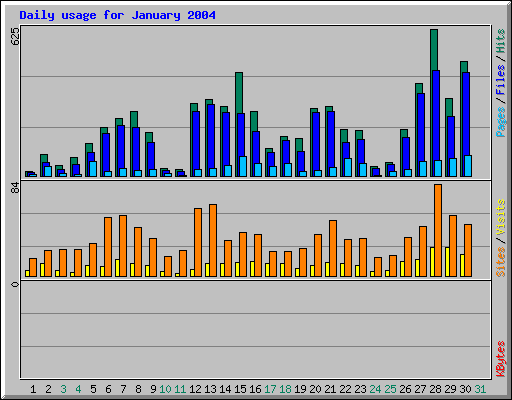 Daily usage for January 2004
625
84
0
Pages / Files / Hits
Sites / Visits
KBytes
1 2 3 4 5 6 7 8 9 10 11 12 13 14 15 16 17 18 19 20 21 22 23 24 25 26 27 28 29 30 31